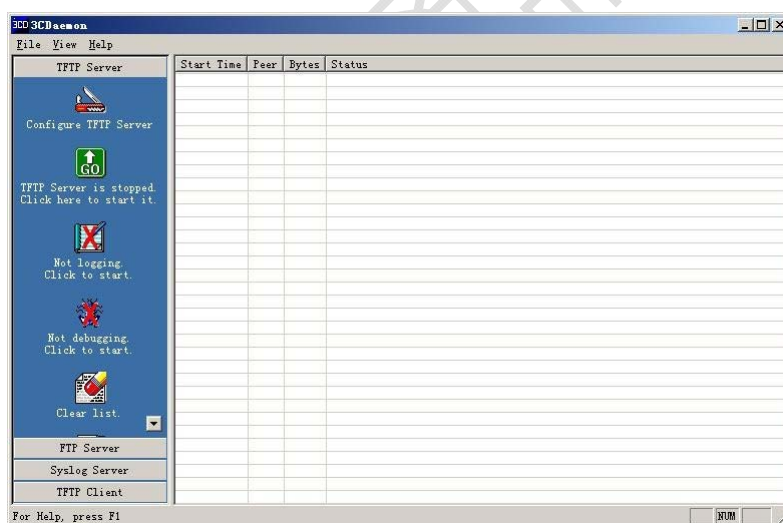 3CD 3CDaemon
File View Help
TFTP Server
Start Time Peer Bytes Status
Configure TFTP Server
GO
TFTP Server is stopped.
Click here to start it.
Not logging.
Click to start.
Not debugging.
Click to start.
Clear list.
FTP Server
Syslog Server
TFTP Client
For Help, press F1
NUM